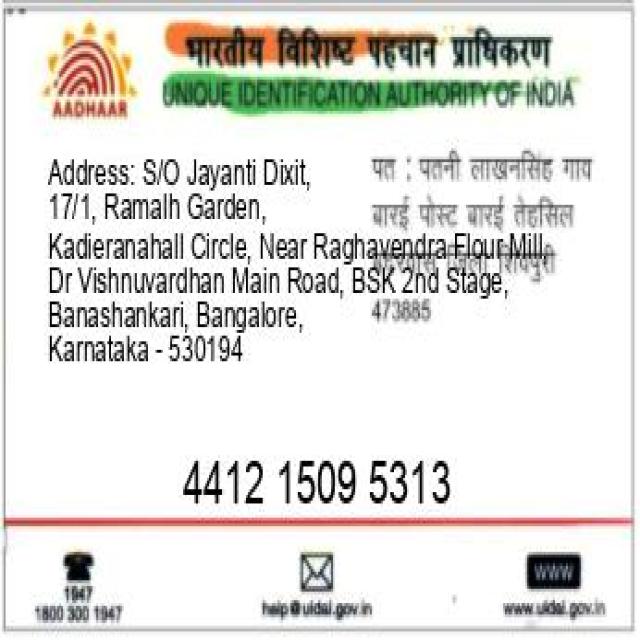 भारतीय विशिष्ट पहचान प्राधिकरण
AADHAAR
UNIQUE IDENTIFICATION AUTHORITY OF INDIA
Address: S/O Jayanti Dixit,
17/1, Ramalh Garden,
Kadieranahall Circle, Near Raghavendra Flour Mill,
Dr Vishnuvardhan Main Road, BSK 2nd Stage,
Banashankari, Bangalore,
Karnataka - 530194
पत : पतनी लाखनसिंह गाय
बारई पोस्ट बारई तेहसिल
जिला शिवपुरी
473885
4412 1509 5313
1947
1800 300 1947
help@uidai.gov.in
www
www.uidai.gov.in